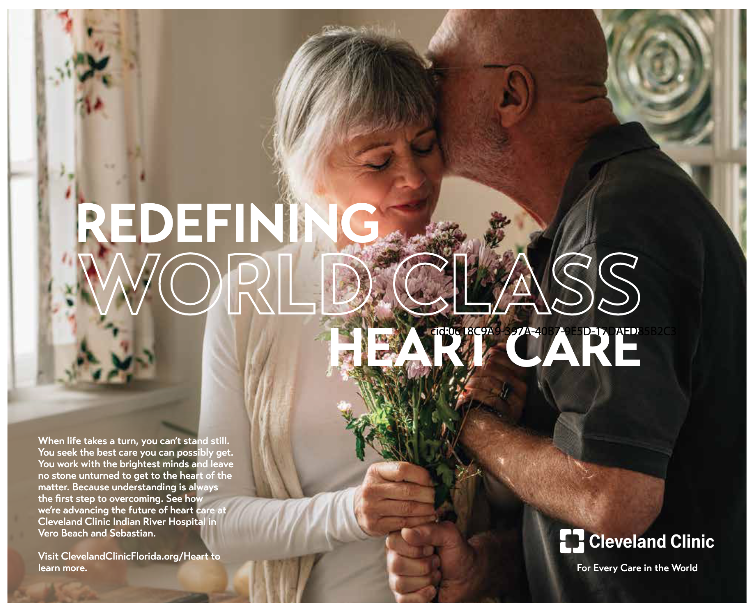 REDEFINING
WORLD CLASS
HEART CARE
When life takes a turn, you can't stand still.
You seek the best care you can possibly get.
You work with the brightest minds and leave
no stone unturned to get to the heart of the
matter. Because understanding is always
the first step to overcoming. See how
we're advancing the future of heart care at
Cleveland Clinic Indian River Hospital in
Vero Beach and Sebastian.
Visit ClevelandClinicFlorida.org/Heart to
learn more.
Cleveland Clinic
For Every Care in the World